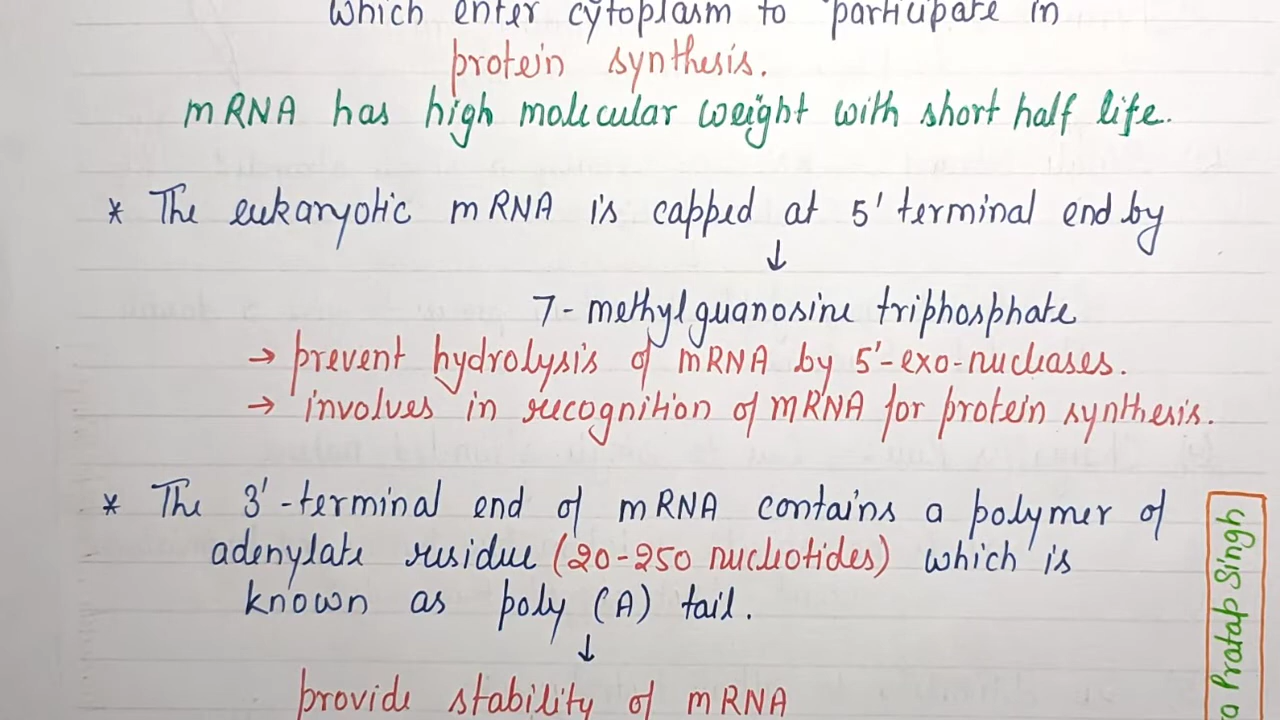 which enter cytoplasm to participate in
protein synthesis.
mRNA has high molecular weight with short half life.
* The eukaryotic mRNA is capped at 5' terminal end by
↓
7-methylguanosine triphosphate
→ prevent hydrolysis of mRNA by 5'-exo-nucleases.
→ involves in recognition of mRNA for protein synthesis.
* The 3'-terminal end of mRNA contains a polymer of
adenylate residue (20-250 nucleotides) which is
known as poly (A) tail.
↓
provide stability of mRNA
Pratap Singh